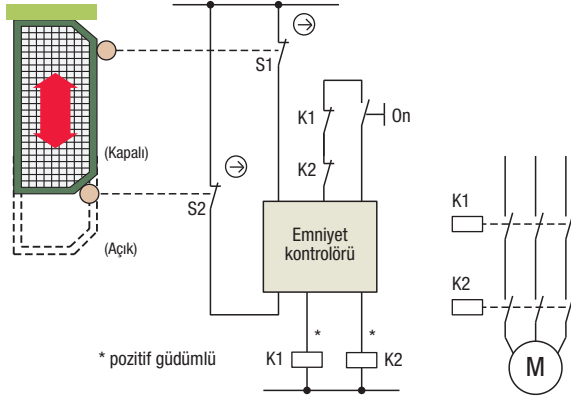 S1
K1
On
(Kapalı)
K2
S2
K1
Emniyet
kontrolörü
(Açık)
K2
* *
* pozitif güdümlü
K1
K2
M